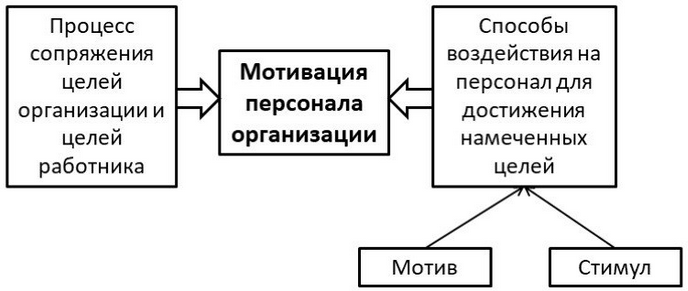 Процесс
сопряжения
целей
организации и
целей
работника
Мотивация
персонала
организации
Способы
воздействия на
персонал для
достижения
намеченных
целей
Мотив
Стимул